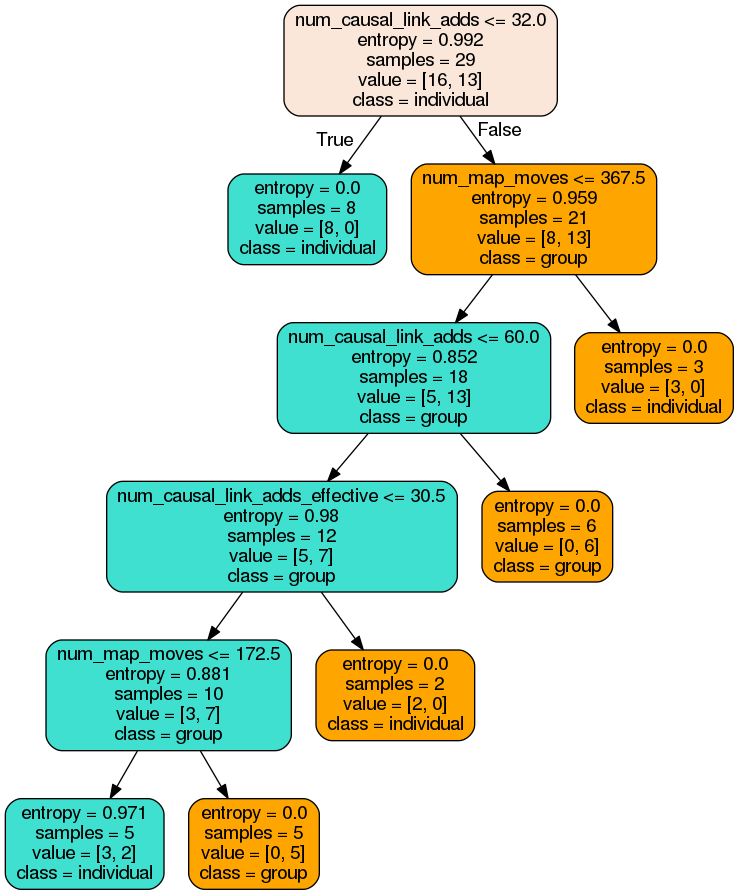 num_causal_link_adds <= 32.0
entropy = 0.992
samples = 29
value = [16, 13]
class = individual
True
False
entropy = 0.0
samples = 8
value = [8, 0]
class = individual
num_map_moves <= 367.5
entropy = 0.959
samples = 21
value = [8, 13]
class = group
num_causal_link_adds <= 60.0
entropy = 0.852
samples = 18
value = [5, 13]
class = group
entropy = 0.0
samples = 3
value = [3, 0]
class = individual
num_causal_link_adds_effective <= 30.5
entropy = 0.98
samples = 12
value = [5, 7]
class = group
entropy = 0.0
samples = 6
value = [0, 6]
class = group
num_map_moves <= 172.5
entropy = 0.881
samples = 10
value = [3, 7]
class = group
entropy = 0.0
samples = 2
value = [2, 0]
class = individual
entropy = 0.971
samples = 5
value = [3, 2]
class = individual
entropy = 0.0
samples = 5
value = [0, 5]
class = group